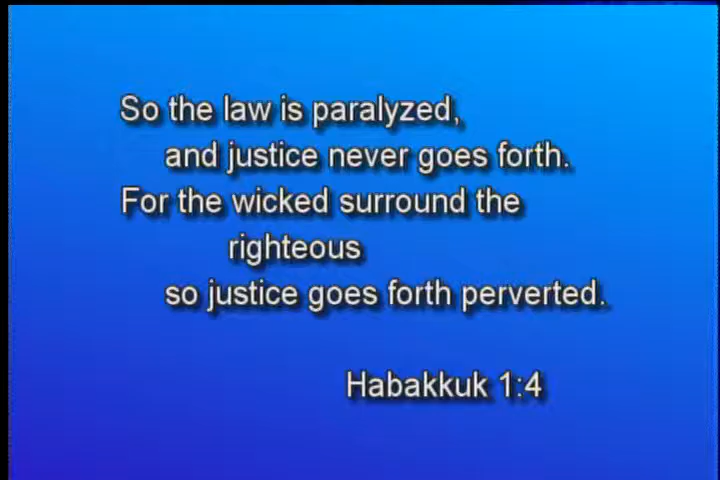 So the law is paralyzed,
and justice never goes forth.
For the wicked surround the
righteous
so justice goes forth perverted.
Habakkuk 1:4